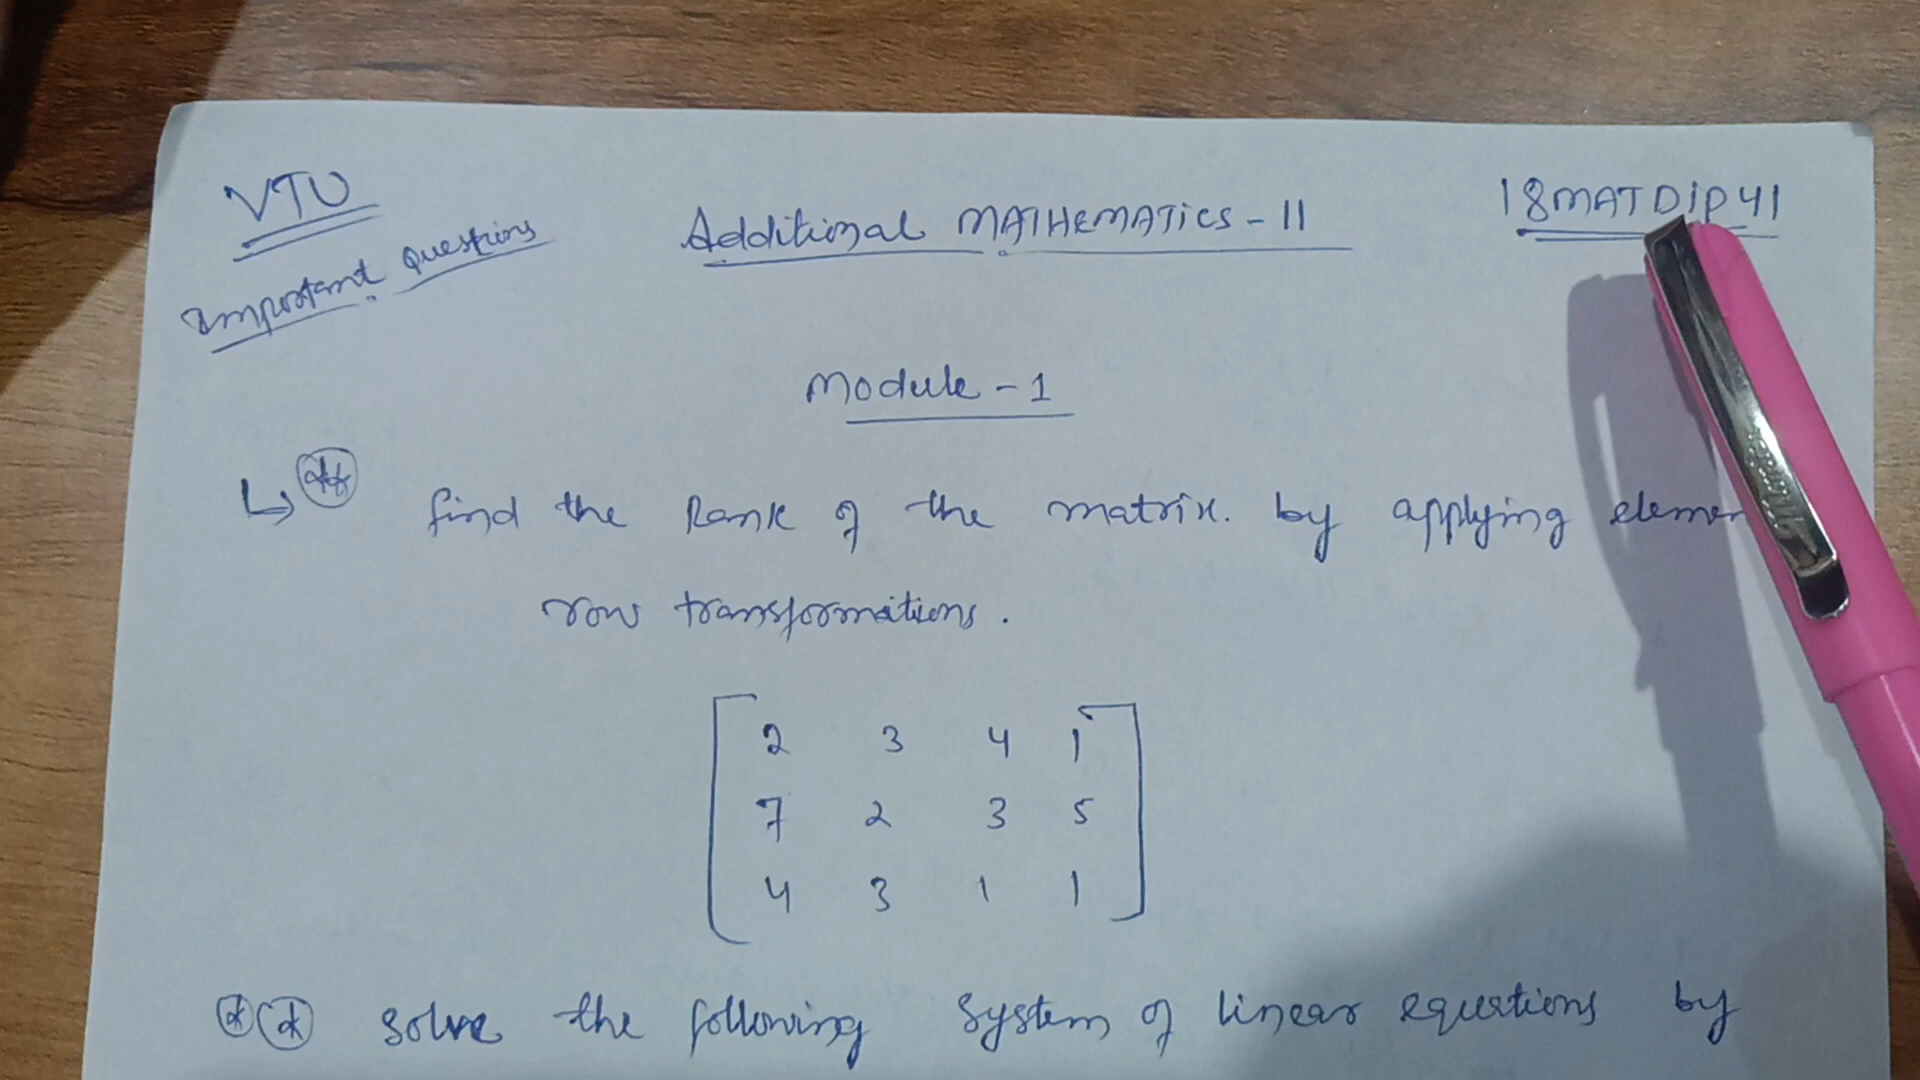 VTU
Important Questions
Additional MATHEMATICS - II
18MATDIP41
Module - 1
find the Rank of the matrix. by applying elemen
row transformations.
2 3 4 1
7 2 3 5
4 3 1 1
Solve the following system of linear equations by